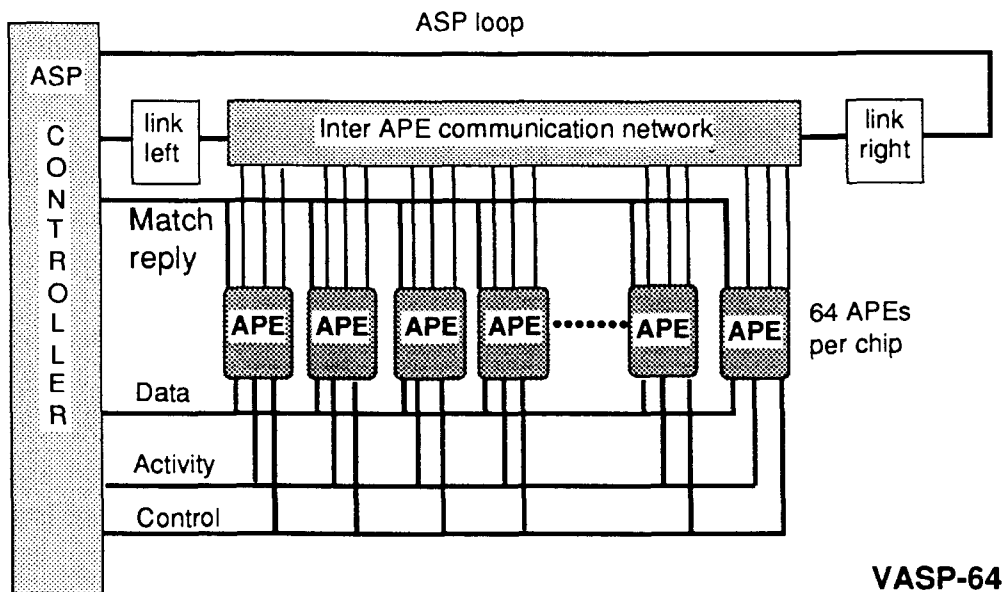 ASP loop
ASP
CONTROLLER
link
left
Inter APE communication network
link
right
Match
reply
APE
APE
APE
APE
APE
APE
64 APEs
per chip
Data
Activity
Control
VASP-64